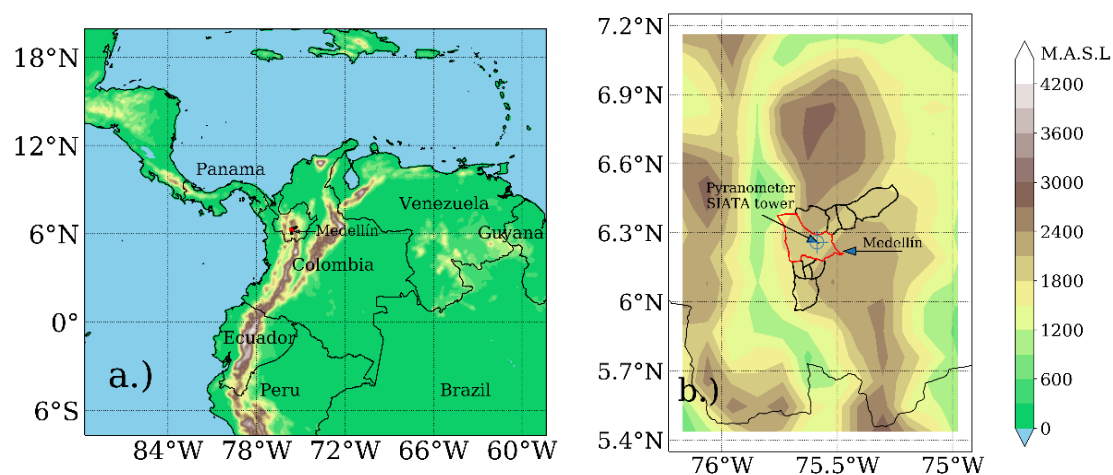 18°N
12°N
6°N
0°
6°S
84°W
78°W
72°W
66°W
60°W
Panama
Venezuela
Guyana
Medellín
Colombia
Ecuador
Peru
Brazil
a.)
7.2°N
6.9°N
6.6°N
6.3°N
6°N
5.7°N
5.4°N
76°W
75.5°W
75°W
Pyranometer
SIATA tower
Medellín
b.)
M.A.S.L
4200
3600
3000
2400
1800
1200
600
0